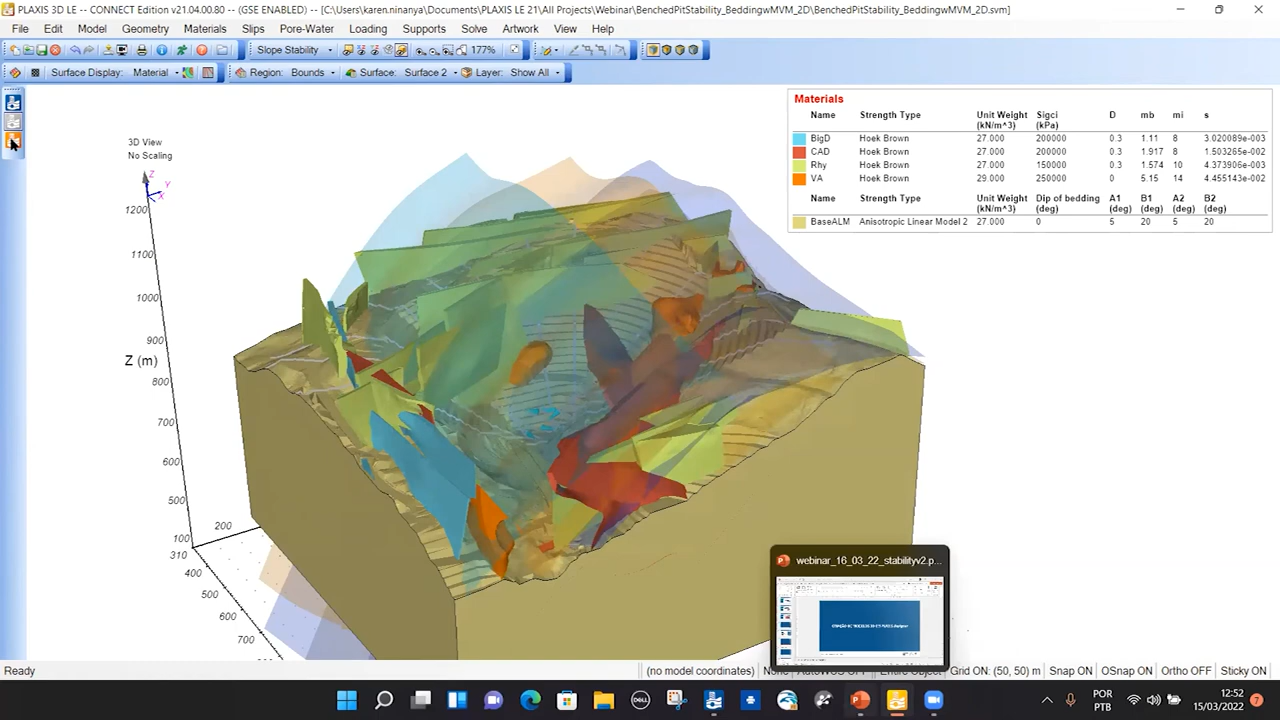 PLAXIS 3D LE -- CONNECT Edition v21.04.00.80 -- (GSE ENABLED) -- [C:\Users\karen.ninanya\Documents\PLAXIS LE 21\All Projects\Webinar\BenchedPitStability_BeddingwMVM_2D\BenchedPitStability_BeddingwMVM_2D.svm]
File Edit Model Geometry Materials Slips Pore-Water Loading Supports Solve Artwork View Help
Slope Stability 177%
Surface Display: Material Region: Bounds Surface: Surface 2 Layer: Show All
Materials
Name Strength Type Unit Weight (kN/m^3) Sigci (kPa) D mb mi s
BigD Hoek Brown 27.000 200000 0.3 1.11 8 3.020089e-003
CAD Hoek Brown 27.000 200000 0.3 1.917 8 1.503265e-002
Rhy Hoek Brown 27.000 150000 0.3 1.574 10 4.373900e-003
VA Hoek Brown 29.000 250000 0 5.15 14 4.455143e-002
Name Strength Type Unit Weight (kN/m^3) Dip of bedding (deg) A1 (deg) B1 (deg) A2 (deg) B2 (deg)
BaseALM Anisotropic Linear Model 2 27.000 0 5 20 5 20
3D View
No Scaling
Z
Y
X
1200
1100
1000
900
Z (m)
800
700
600
500
100
310
200
400
500
600
700
webinar_16_03_22_stabilityv2.p...
Ready (no model coordinates) Grid ON: (50, 50) m Snap ON OSnap ON Ortho OFF Sticky ON
DELL
POR
PTB
12:52
15/03/2022
7